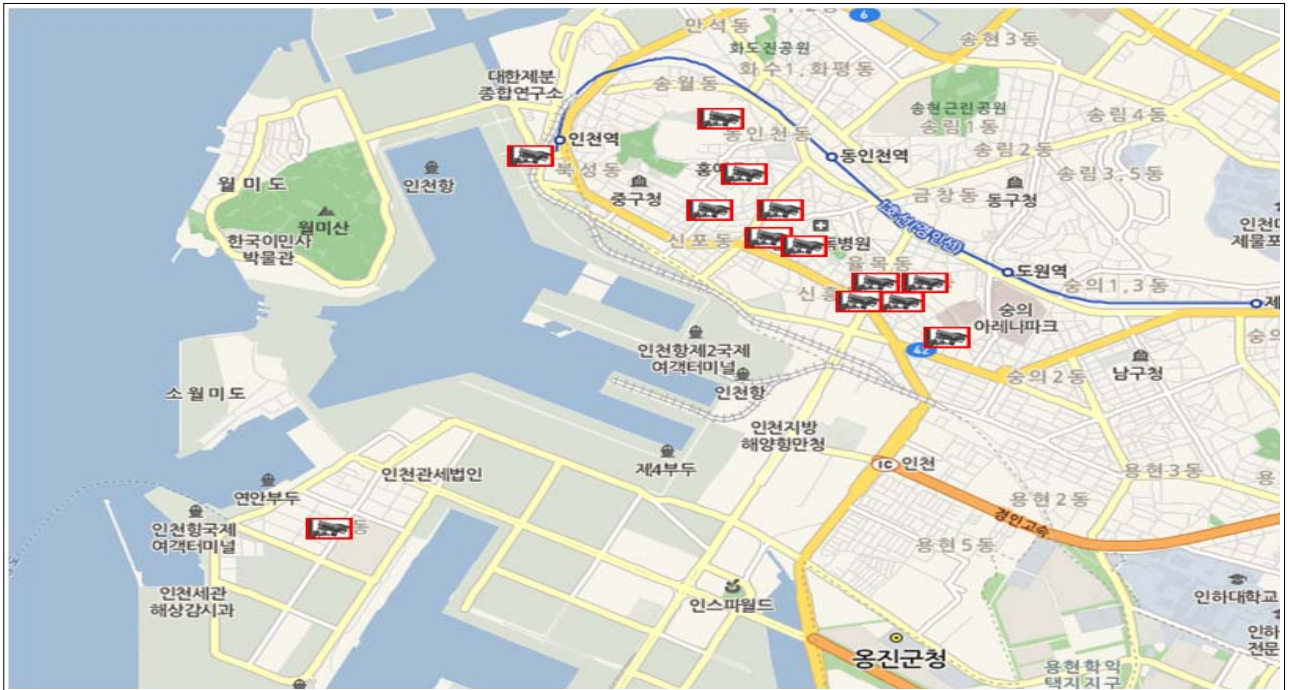 만석동
6
송현3동
화도진공원
화수1,화평동
대한제분
종합연구소
송월동
송현근린공원
송림1동
송림4동
인천역
동인천동
동인천역
송림2동
북성동
송림3,5동
월미도
인천항
중구청
금창동
동구청
월미산
한국이민사
박물관
신포동
경인선
도원역
율목동
숭의1,3동
숭의
아레나파크
인천항제2국제
여객터미널
42
인천항
숭의2동
남구청
소월미도
인천지방
해양항만청
제4부두
IC 인천
용현3동
인천관세법인
연안부두
용현2동
인천항국제
여객터미널
동
경인고속
용현5동
인천세관
해상감시과
인스파월드
인하대학교
옹진군청
인하
전문
용현학익
택지지구